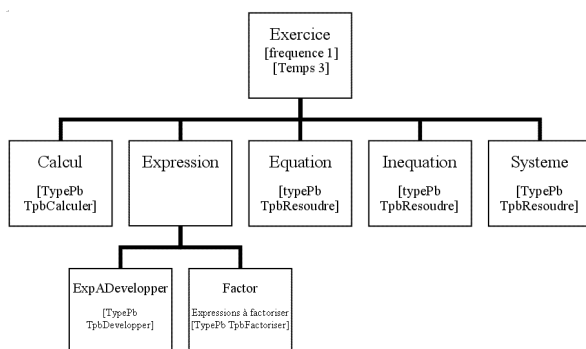 Exercice
[frequence 1]
[Temps 3]
Calcul
[TypePb
TpbCalculer]
Expression
Equation
[typePb
TpbResoudre]
Inequation
[typePb
TpbResoudre]
Systeme
[TypePb
TpbResoudre]
ExpADevelopper
[TypePb
TpbDevelopper]
Factor
Expressions à factoriser
[TypePb TpbFactoriser]